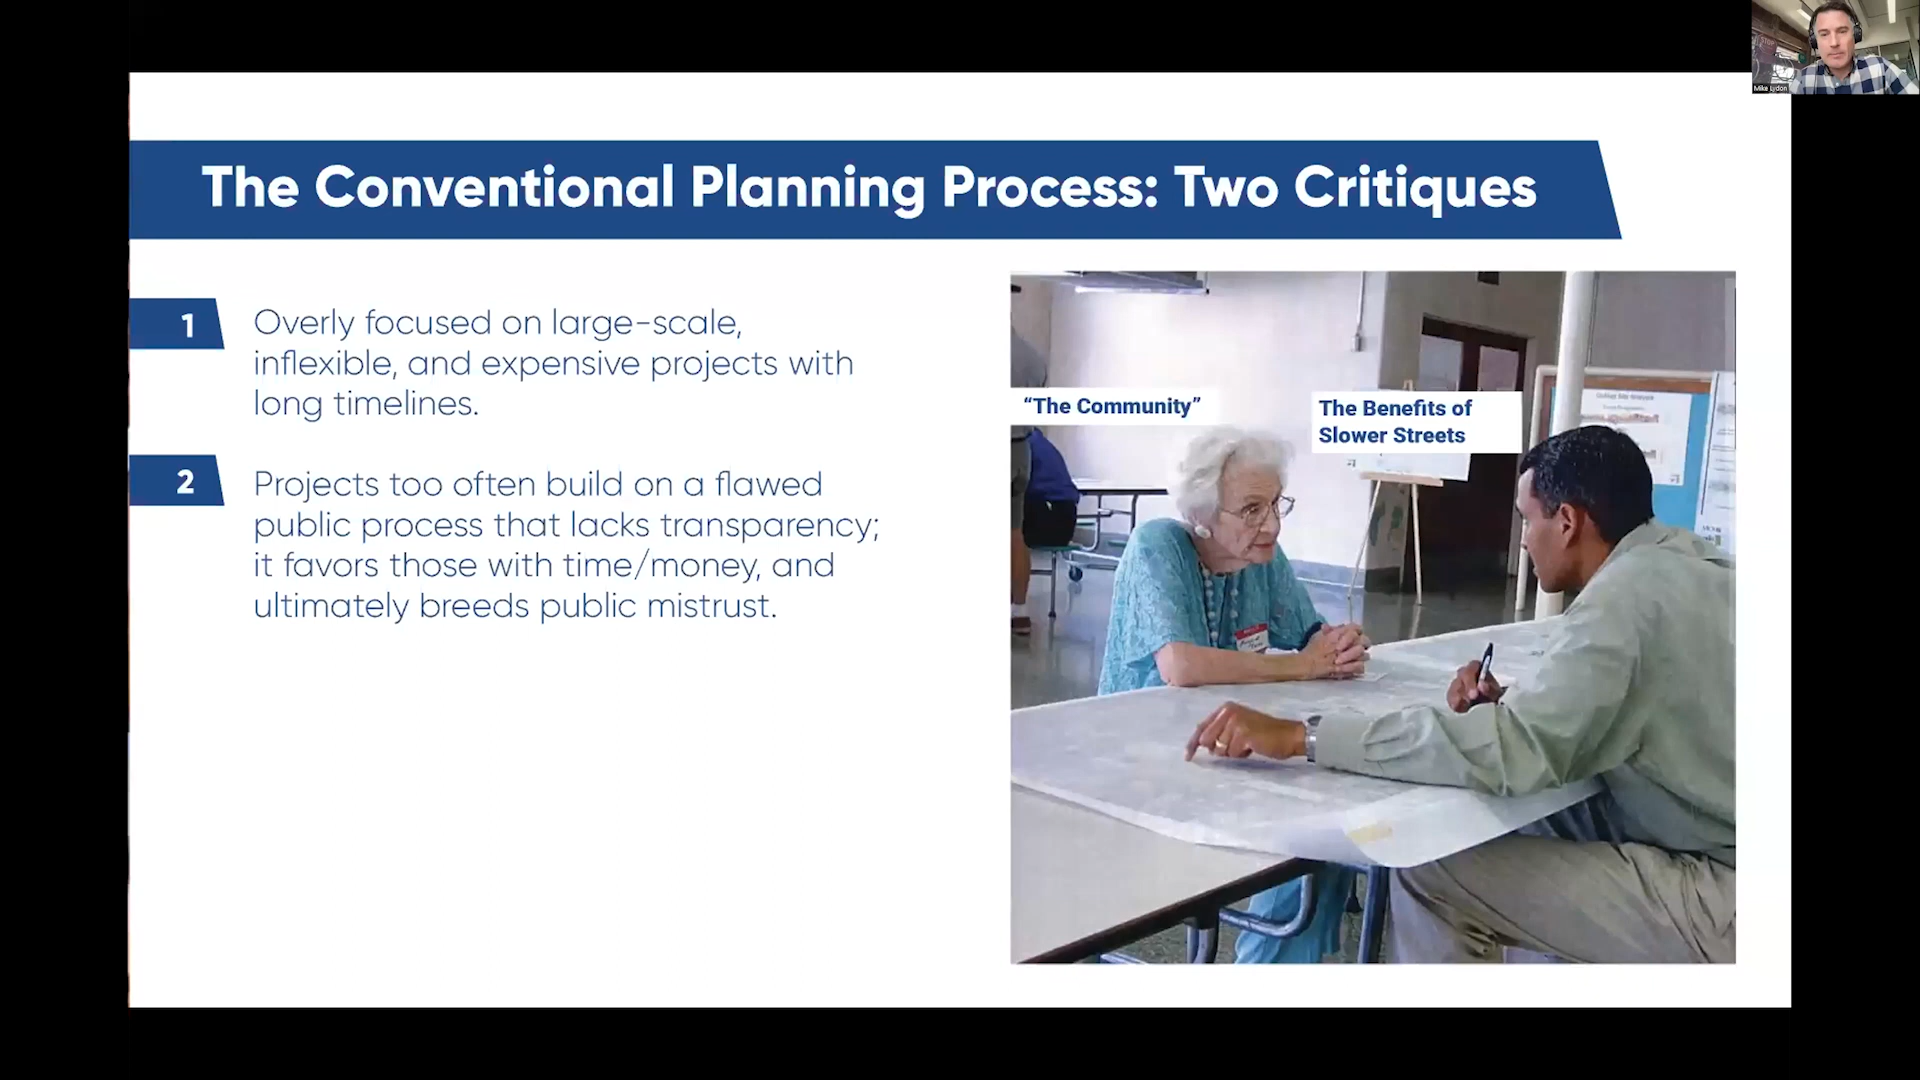 Mike Lydon
The Conventional Planning Process: Two Critiques
1
Overly focused on large-scale,
inflexible, and expensive projects with
long timelines.
2
Projects too often build on a flawed
public process that lacks transparency;
it favors those with time/money, and
ultimately breeds public mistrust.
“The Community”
The Benefits of
Slower Streets